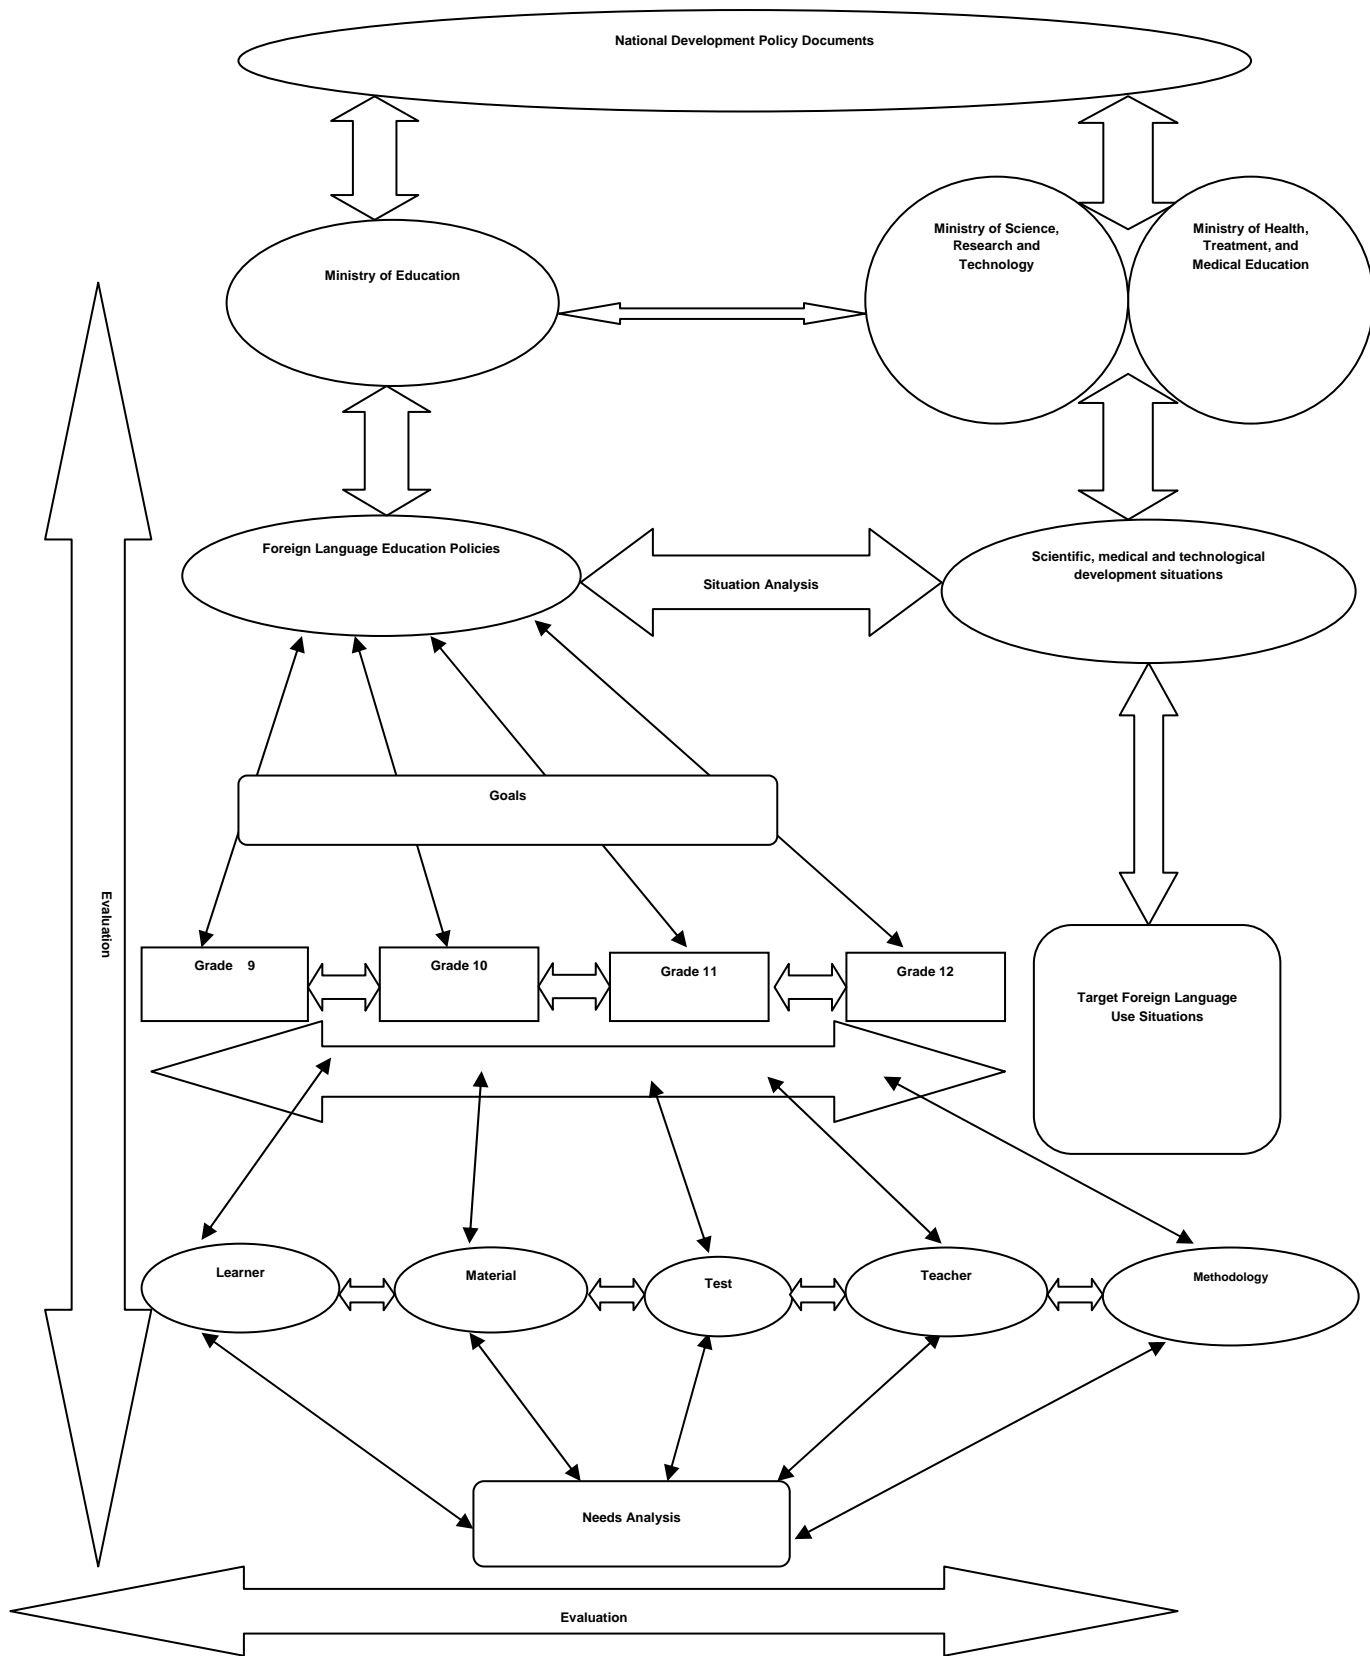 National Development Policy Documents
Ministry of Science,
Research and
Technology
Ministry of Health,
Treatment, and
Medical Education
Ministry of Education
Foreign Language Education Policies
Situation Analysis
Scientific, medical and technological
development situations
Goals
Evaluation
Grade 9
Grade 10
Grade 11
Grade 12
Target Foreign Language
Use Situations
Learner
Material
Test
Teacher
Methodology
Needs Analysis
Evaluation